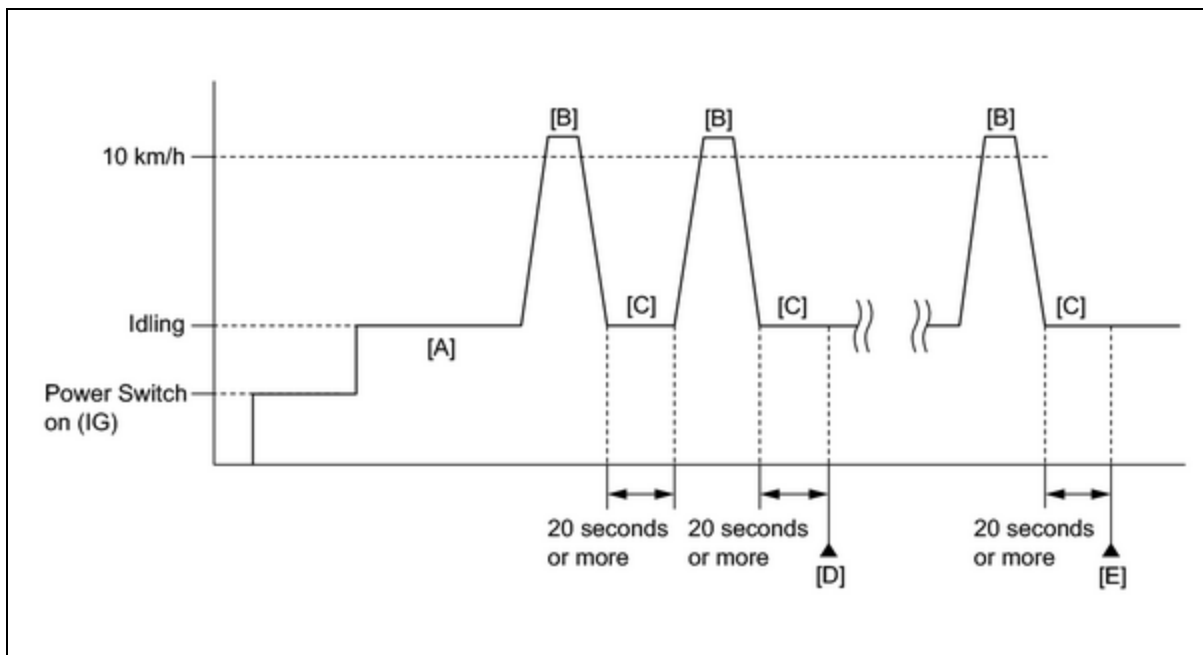 [B]
[B]
[B]
10 km/h
[C]
[C]
[C]
Idling
[A]
Power Switch
on (IG)
20 seconds
or more
20 seconds
or more
20 seconds
or more
[D]
[E]